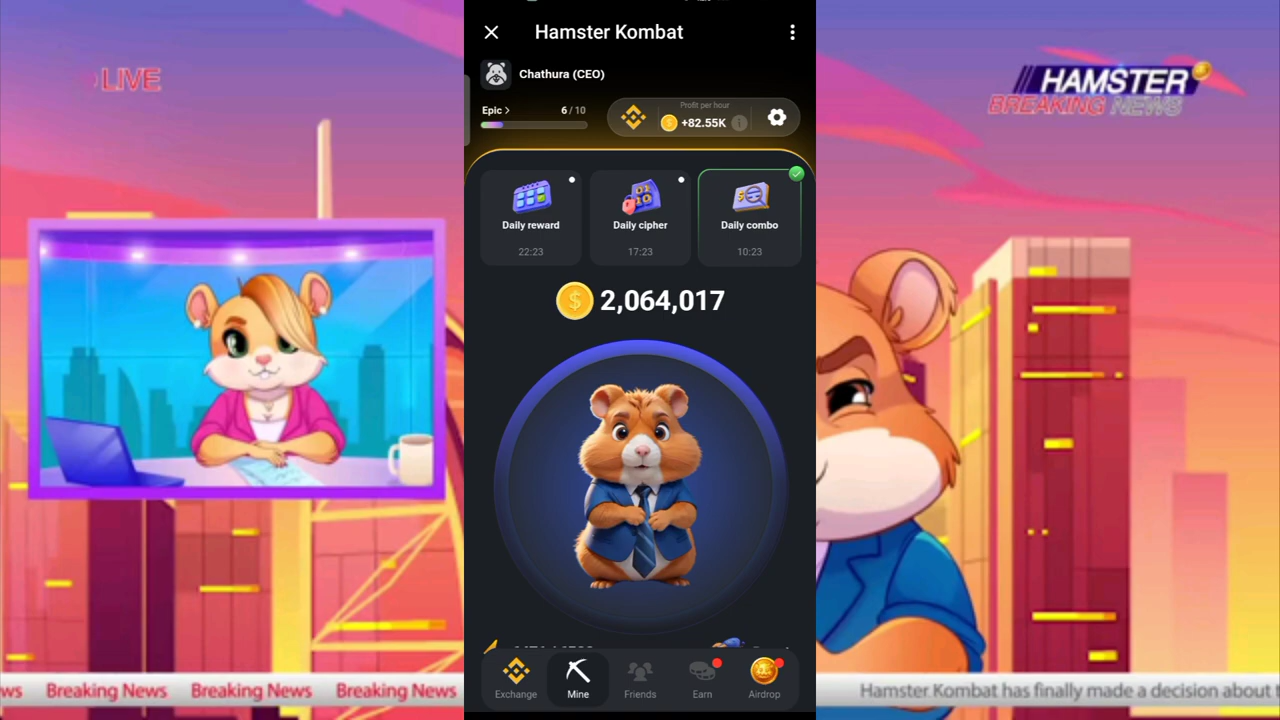 LIVE
HAMSTER
BREAKING NEWS
Hamster Kombat
Chathura (CEO)
Epic >
6 / 10
Profit per hour
+82.55K
Daily reward
22:23
Daily cipher
17:23
Daily combo
10:23
2,064,017
Exchange
Mine
Friends
Earn
Airdrop
ws Breaking News Breaking News Breaking News
Hamster Kombat has finally made a decision about